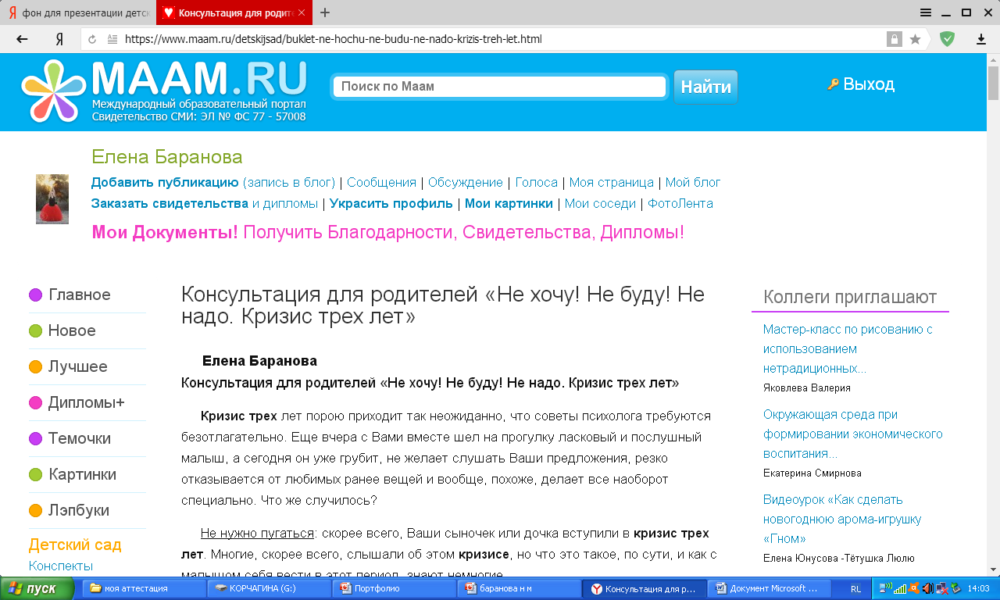 фон для презентации детск
Консультация для родите
https://www.maam.ru/detskijsad/buklet-ne-hochu-ne-budu-ne-nado-krizis-treh-let.html
MAAM.RU
Международный образовательный портал
Свидетельство СМИ: ЭЛ № ФС 77 - 57008
Поиск по Маам
Найти
Выход
Елена Баранова
Добавить публикацию (запись в блог) | Сообщения | Обсуждение | Голоса | Моя страница | Мой блог
Заказать свидетельства и дипломы | Украсить профиль | Мои картинки | Мои соседи | ФотоЛента
Мои Документы! Получить Благодарности, Свидетельства, Дипломы!
Главное
Новое
Лучшее
Дипломы+
Темочки
Картинки
Лэпбуки
Детский сад
Конспекты
Консультация для родителей «Не хочу! Не буду! Не
надо. Кризис трех лет»
Елена Баранова
Консультация для родителей «Не хочу! Не буду! Не надо. Кризис трех лет»
Кризис трех лет порою приходит так неожиданно, что советы психолога требуются
безотлагательно. Еще вчера с Вами вместе шел на прогулку ласковый и послушный
малыш, а сегодня он уже грубит, не желает слушать Ваши предложения, резко
отказывается от любимых ранее вещей и вообще, похоже, делает все наоборот
специально. Что же случилось?
Не нужно пугаться: скорее всего, Ваши сыночек или дочка вступили в кризис трех
лет. Многие, скорее всего, слышали об этом кризисе, но что это такое, по сути, и как с
малышом себя вести в этот период, знают немногие.
Коллеги приглашают
Мастер-класс по рисованию с
использованием
нетрадиционных...
Яковлева Валерия
Окружающая среда при
формировании экономического
воспитания...
Екатерина Смирнова
Видеоурок «Как сделать
новогоднюю арома-игрушку
«Гном»
Елена Юнусова -Тётушка Люлю
пуск
моя аттестация
КОРЧАГИНА (G:)
Портфолио
баранова н м
Консультация для р...
Документ Microsoft ...
RL
14:03